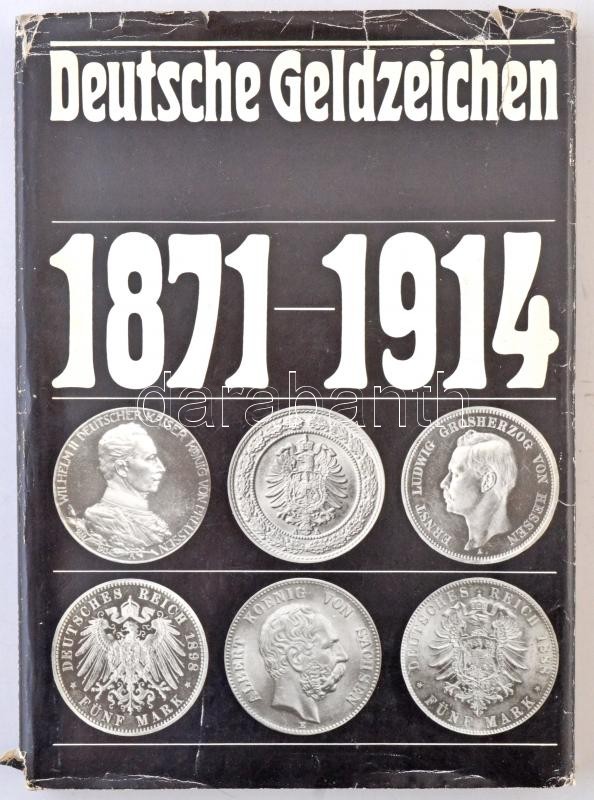 Deutsche Geldzeichen
1871–1914
darabanth
WILHELM II DEUTSCHER KAISER KÖNIG VON PREUSSEN
A
ERNST LUDWIG GROSHERZOG VON HESSEN
A.
DEUTSCHES REICH 1898
* FÜNF MARK *
ALBERT KOENIG VON SACHSEN
E
DEUTSCHES REICH
* FÜNF MARK *